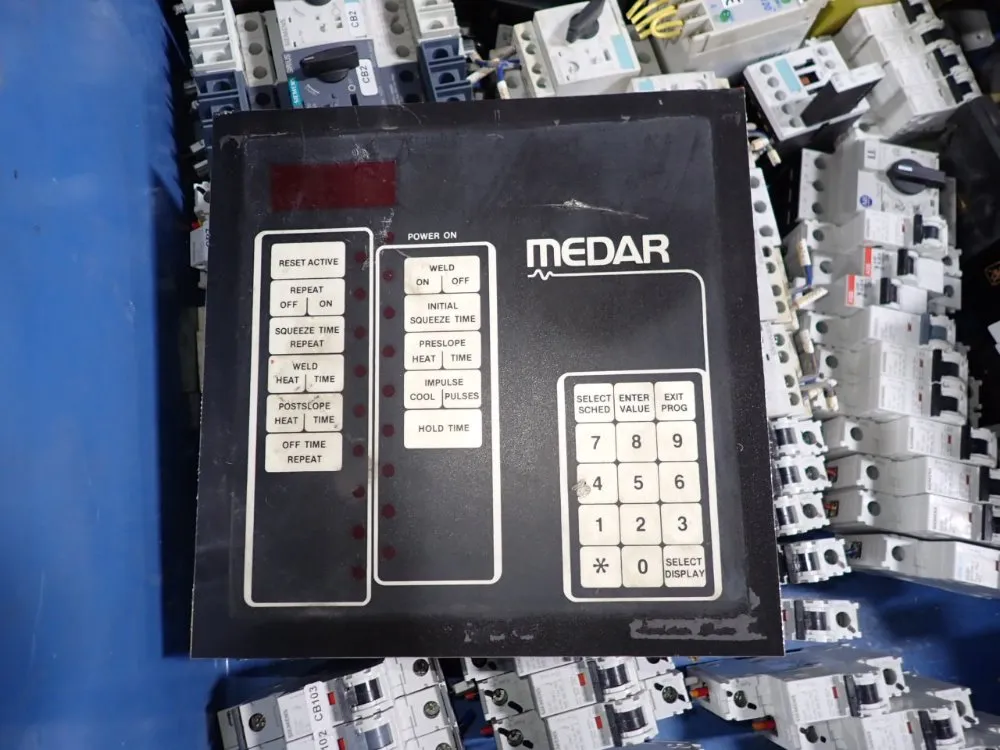 CB2
CB2
SIEMENS
POWER ON
RESET ACTIVE
REPEAT
OFF ON
SQUEEZE TIME
REPEAT
WELD
HEAT TIME
POSTSLOPE
HEAT TIME
OFF TIME
REPEAT
WELD
ON OFF
INITIAL
SQUEEZE TIME
PRESLOPE
HEAT TIME
IMPULSE
COOL PULSES
HOLD TIME
MEDAR
SELECT SCHED
ENTER VALUE
EXIT PROG
7 8 9
4 5 6
1 2 3
* 0 SELECT DISPLAY
CB103